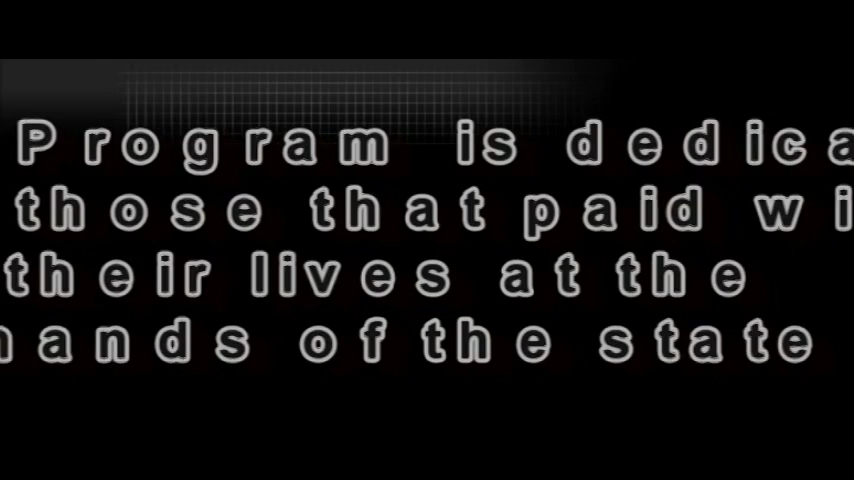 Program is dedica
those that paid wi
their lives at the
hands of the state